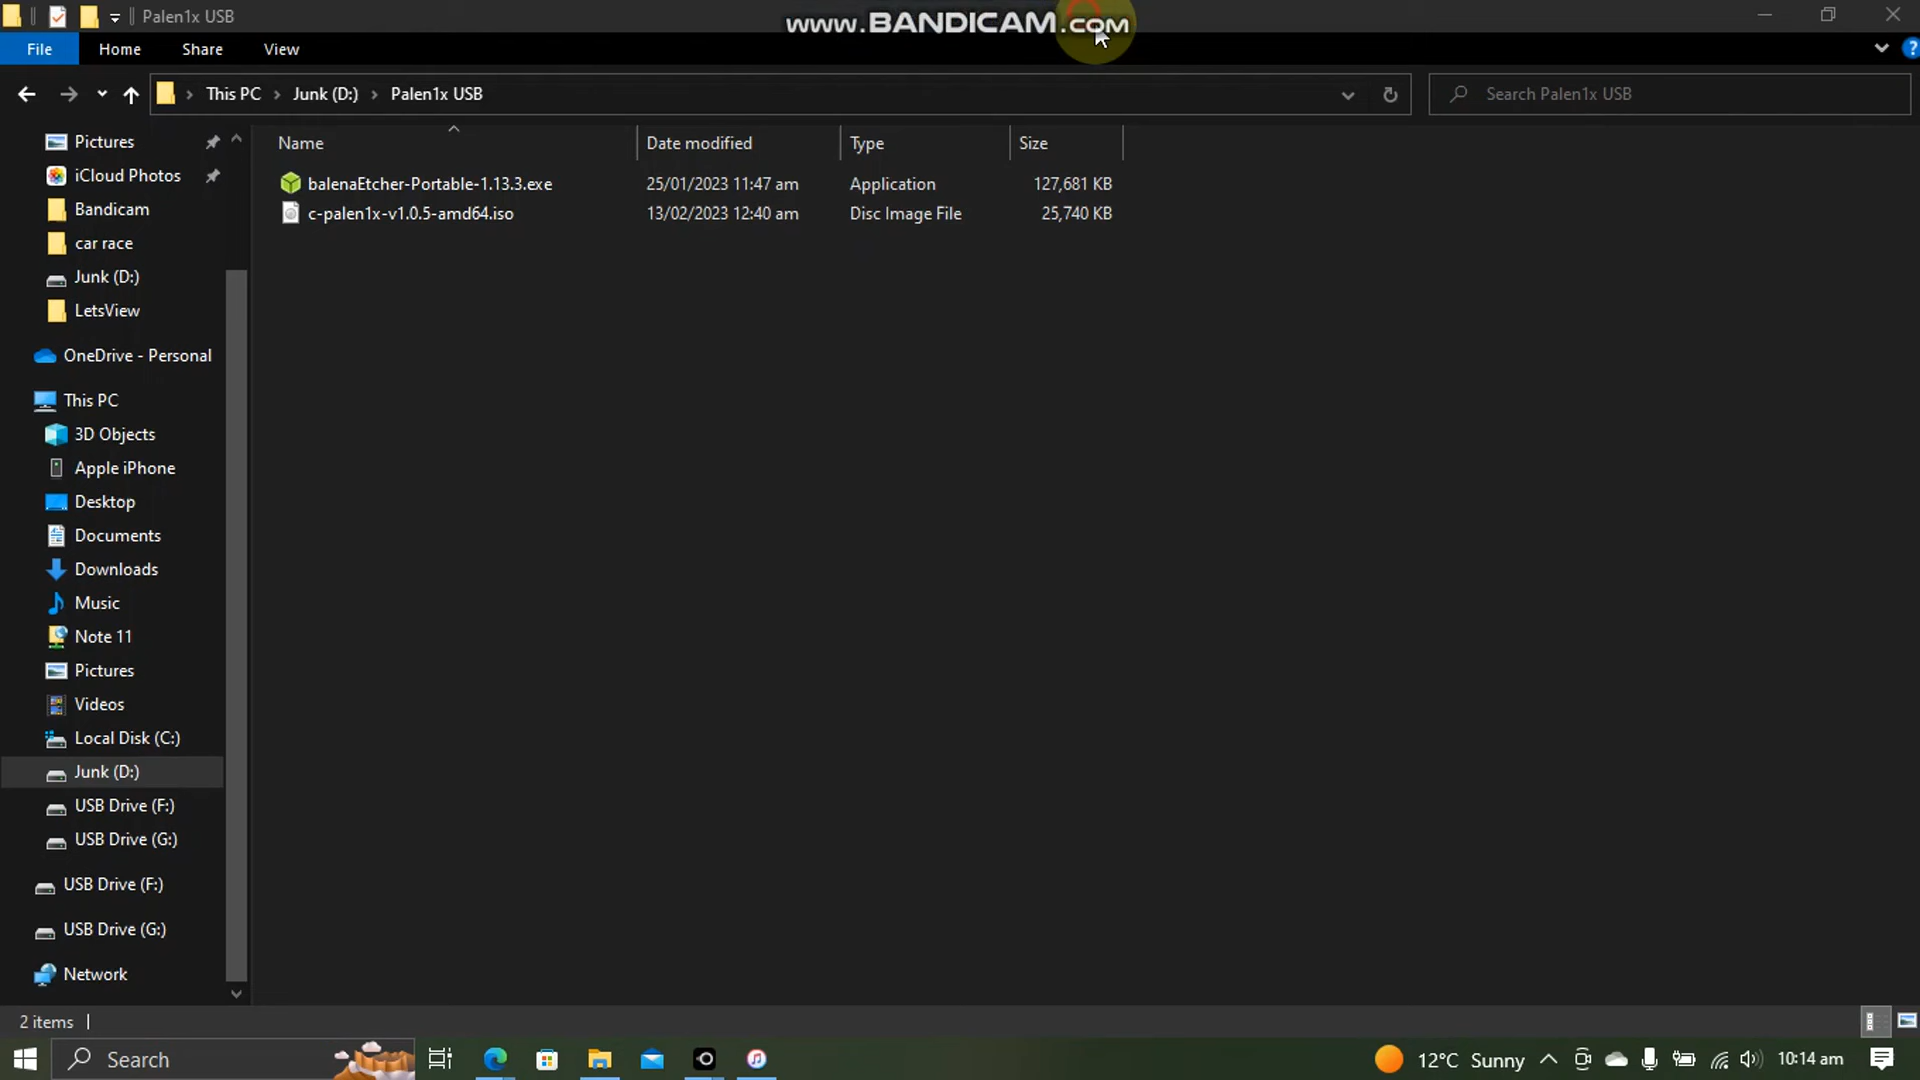 Palen1x USB
www.BANDICAM.COM
File Home Share View
This PC Junk (D:) Palen1x USB
Search Palen1x USB
Name Date modified Type Size
balenaEtcher-Portable-1.13.3.exe 25/01/2023 11:47 am Application 127,681 KB
c-palen1x-v1.0.5-amd64.iso 13/02/2023 12:40 am Disc Image File 25,740 KB
Pictures
iCloud Photos
Bandicam
car race
Junk (D:)
LetsView
OneDrive - Personal
This PC
3D Objects
Apple iPhone
Desktop
Documents
Downloads
Music
Note 11
Pictures
Videos
Local Disk (C:)
Junk (D:)
USB Drive (F:)
USB Drive (G:)
USB Drive (F:)
USB Drive (G:)
Network
2 items
Search
12°C Sunny
10:14 am